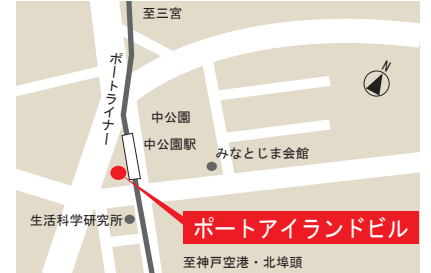 至三宮
ポートライナー
N
中公園
中公園駅
みなとじま会館
生活科学研究所
ポートアイランドビル
至神戸空港・北埠頭